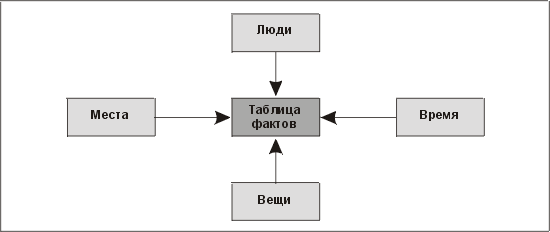 Люди
Места
Таблица
фактов
Время
Вещи